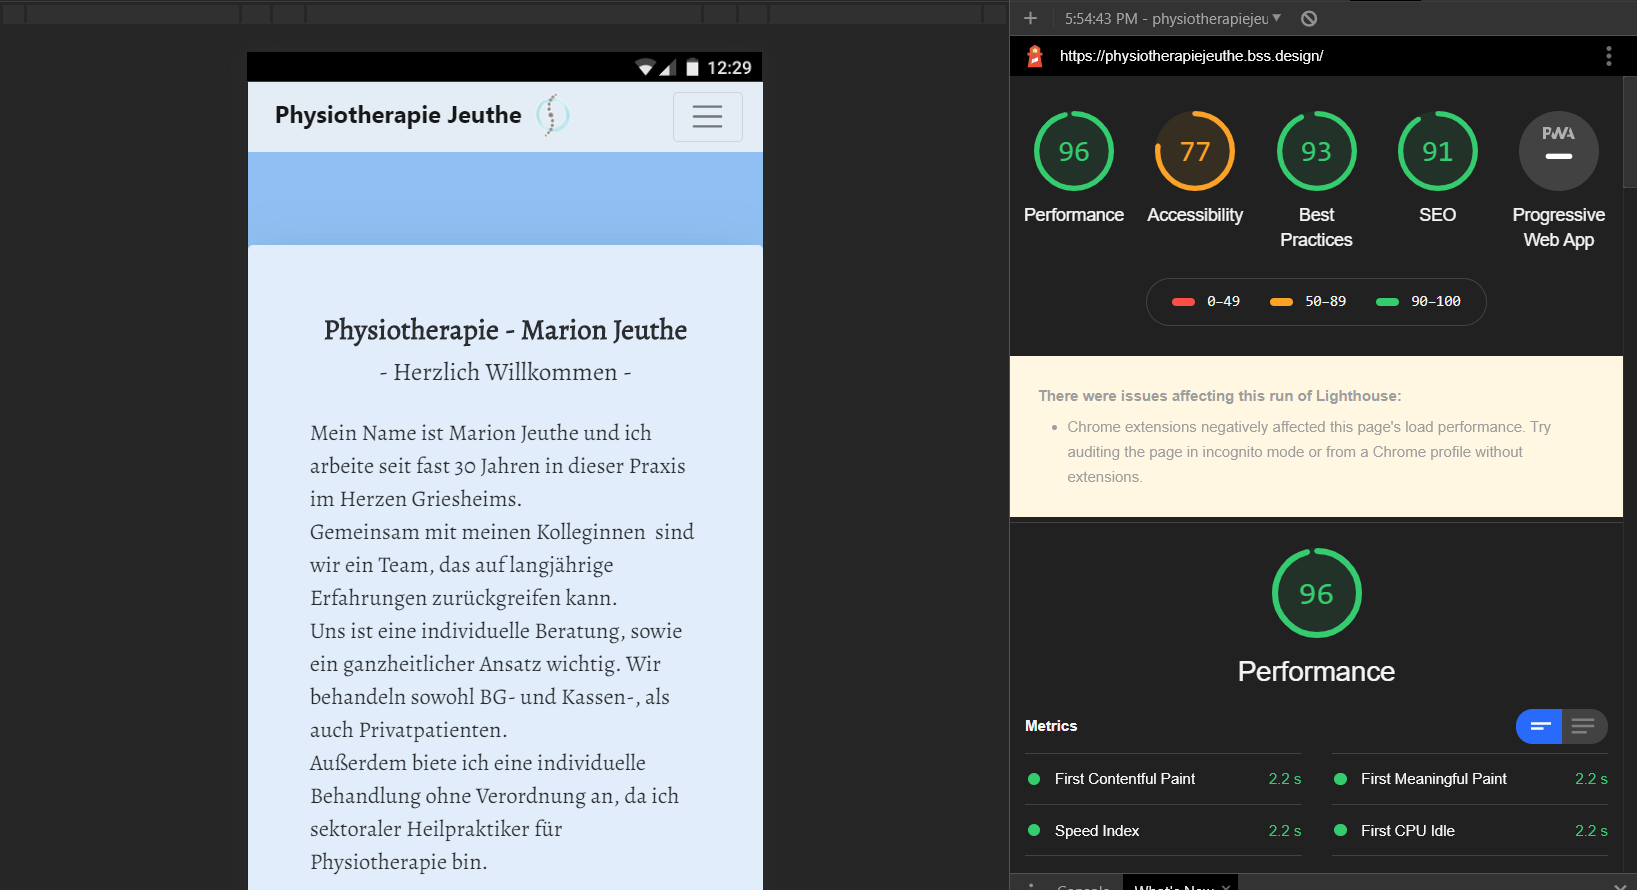 12:29
Physiotherapie Jeuthe
Physiotherapie - Marion Jeuthe
- Herzlich Willkommen -
Mein Name ist Marion Jeuthe und ich
arbeite seit fast 30 Jahren in dieser Praxis
im Herzen Griesheims.
Gemeinsam mit meinen Kolleginnen  sind
wir ein Team, das auf langjährige
Erfahrungen zurückgreifen kann.
Uns ist eine individuelle Beratung, sowie
ein ganzheitlicher Ansatz wichtig. Wir
behandeln sowohl BG- und Kassen-, als
auch Privatpatienten.
Außerdem biete ich eine individuelle
Behandlung ohne Verordnung an, da ich
sektoraler Heilpraktiker für
Physiotherapie bin.
5:54:43 PM - physiotherapiejeu
https://physiotherapiejeuthe.bss.design/
96
Performance
77
Accessibility
93
Best
Practices
91
SEO
PWA
Progressive
Web App
0–49
50–89
90–100
There were issues affecting this run of Lighthouse:
• Chrome extensions negatively affected this page's load performance. Try
auditing the page in incognito mode or from a Chrome profile without
extensions.
96
Performance
Metrics
First Contentful Paint 2.2 s
First Meaningful Paint 2.2 s
Speed Index 2.2 s
First CPU Idle 2.2 s
Console
What's New